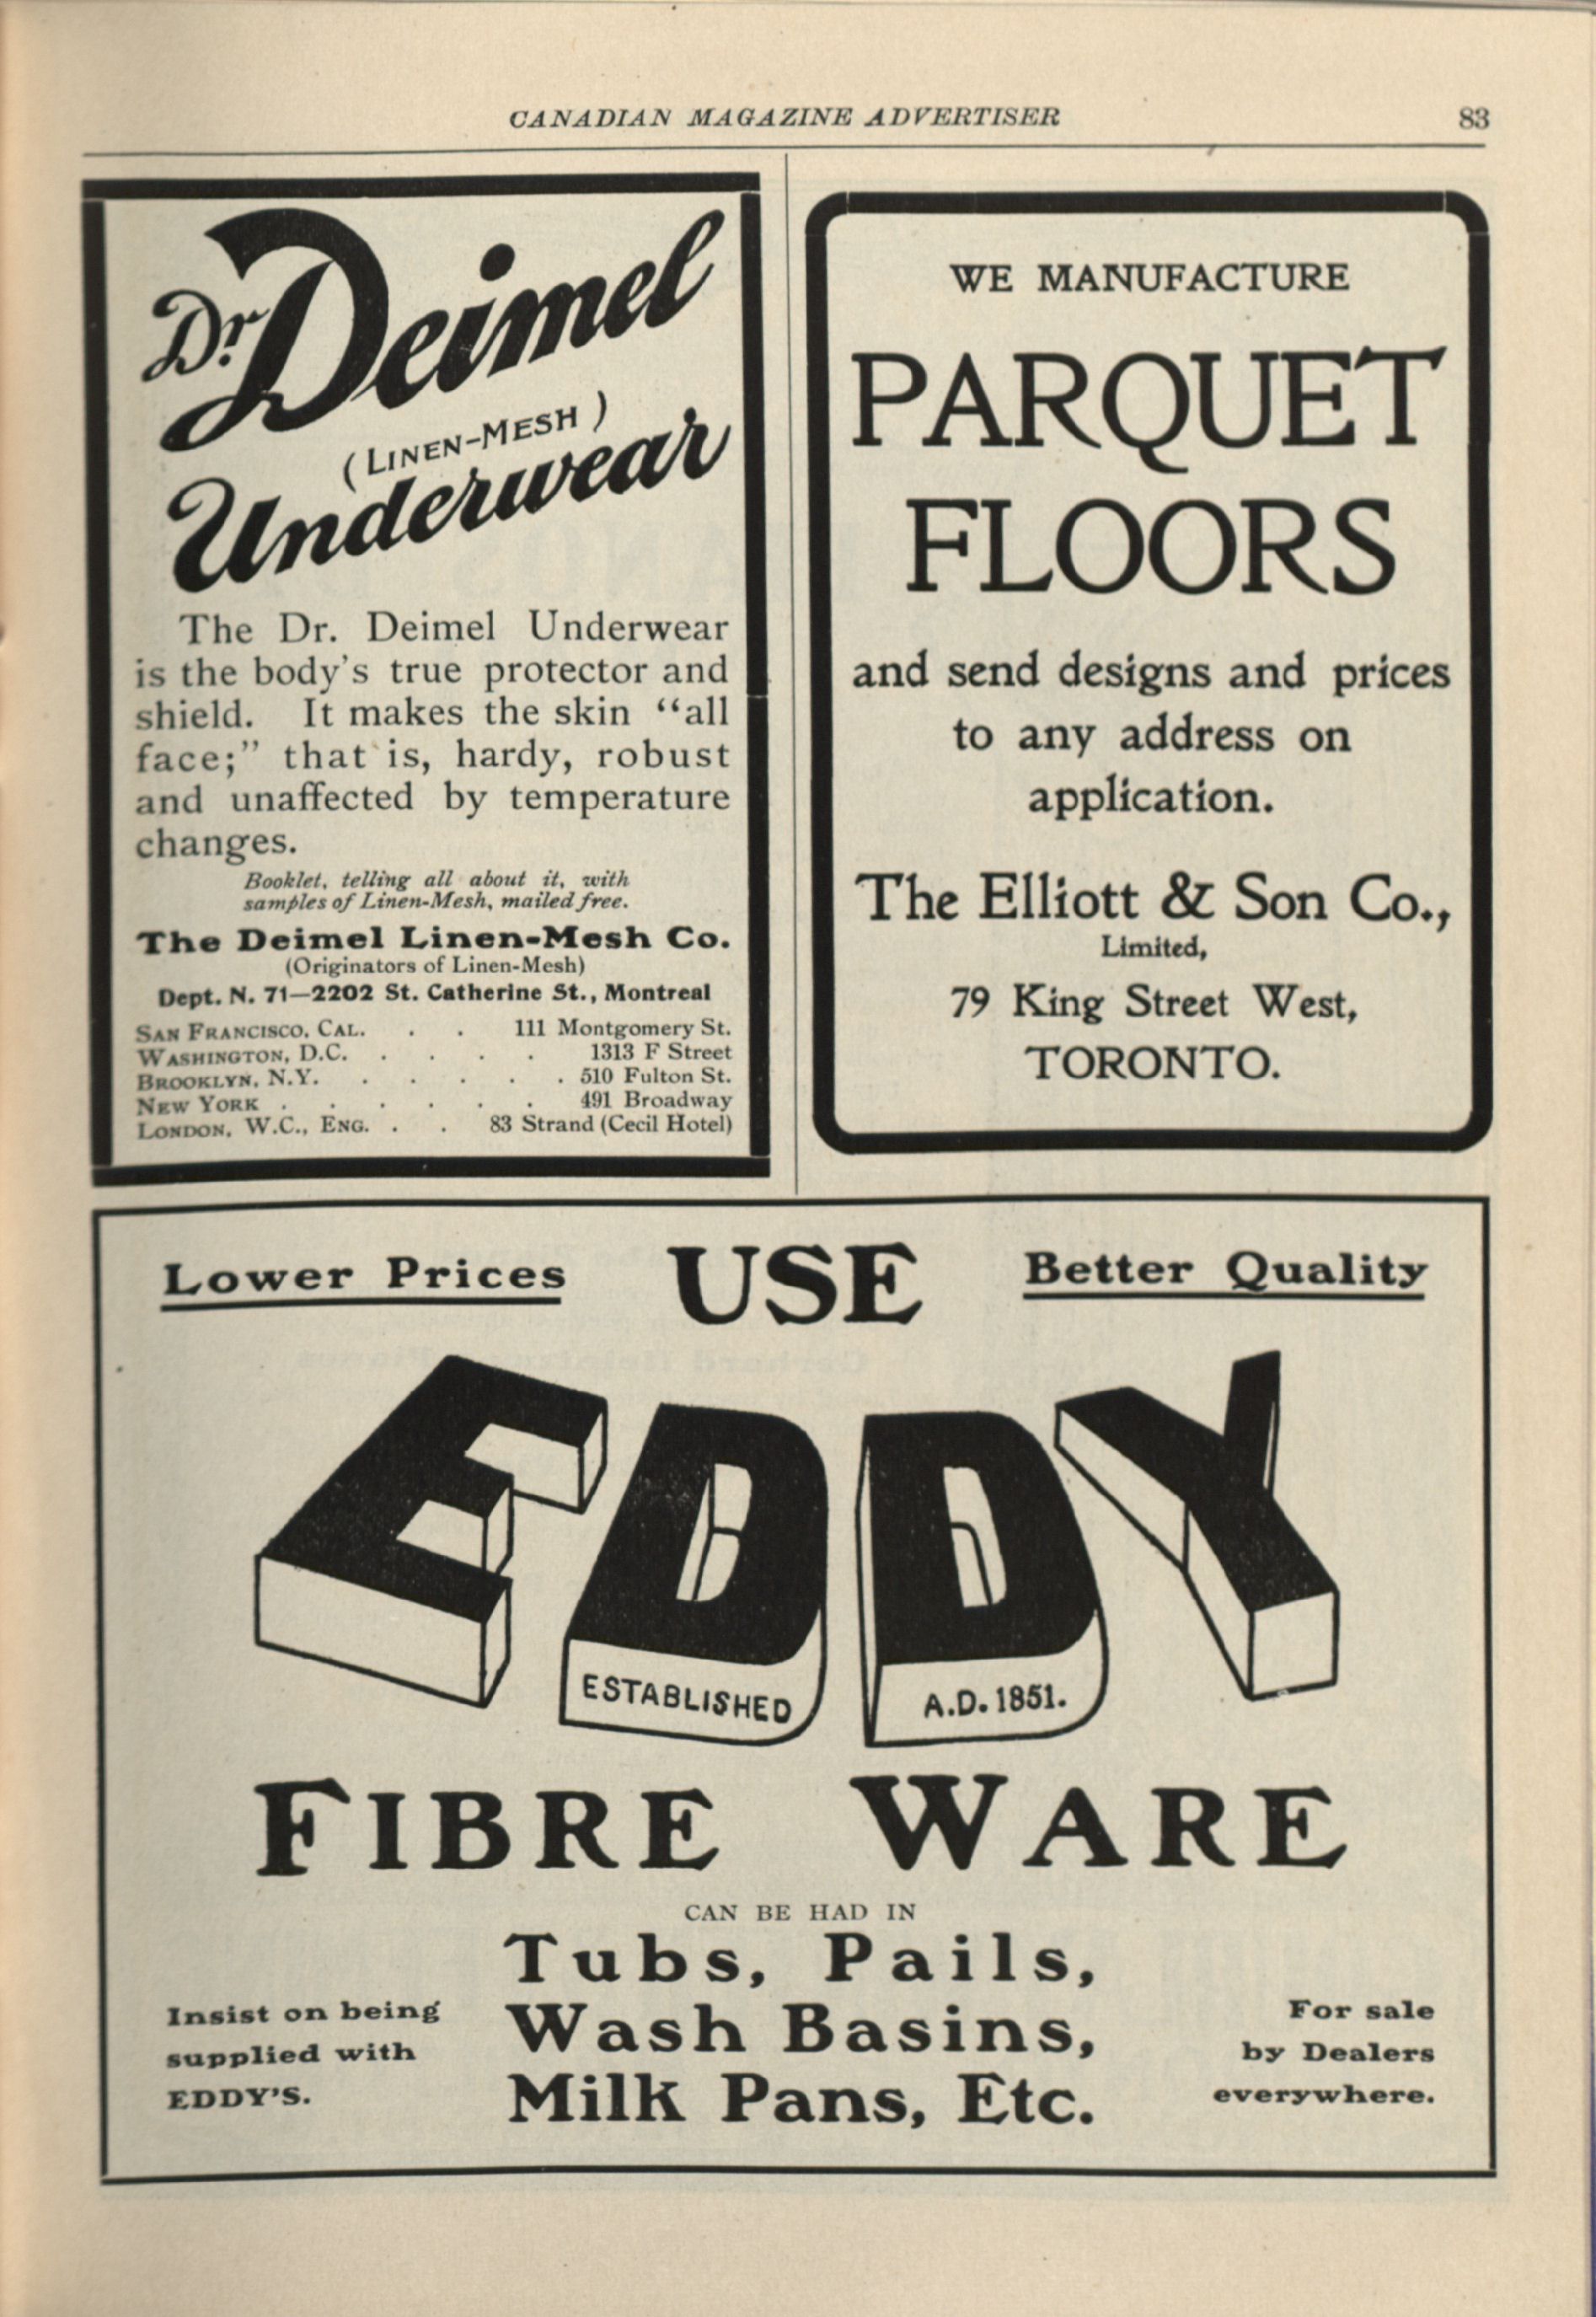 CANADIAN MAGAZINE ADVERTISER 83
Dr. Deimel
(LINEN-MESH)
Underwear
The Dr. Deimel Underwear
is the body's true protector and
shield. It makes the skin “all
face;” that is, hardy, robust
and unaffected by temperature
changes.
Booklet, telling all about it, with
samples of Linen-Mesh, mailed free.
The Deimel Linen-Mesh Co.
(Originators of Linen-Mesh)
Dept. N. 71—2202 St. Catherine St., Montreal
SAN FRANCISCO, CAL. . . . 111 Montgomery St.
WASHINGTON, D.C. . . . . 1313 F Street
BROOKLYN, N.Y. . . . . . 510 Fulton St.
NEW YORK . . . . . . 491 Broadway
LONDON, W.C., ENG. . . 83 Strand (Cecil Hotel)
WE MANUFACTURE
PARQUET
FLOORS
and send designs and prices
to any address on
application.
The Elliott & Son Co.,
Limited,
79 King Street West,
TORONTO.
Lower Prices USE Better Quality
EDDY
ESTABLISHED A.D. 1851.
FIBRE WARE
CAN BE HAD IN
Tubs, Pails,
Wash Basins,
Milk Pans, Etc.
Insist on being
supplied with
EDDY'S.
For sale
by Dealers
everywhere.